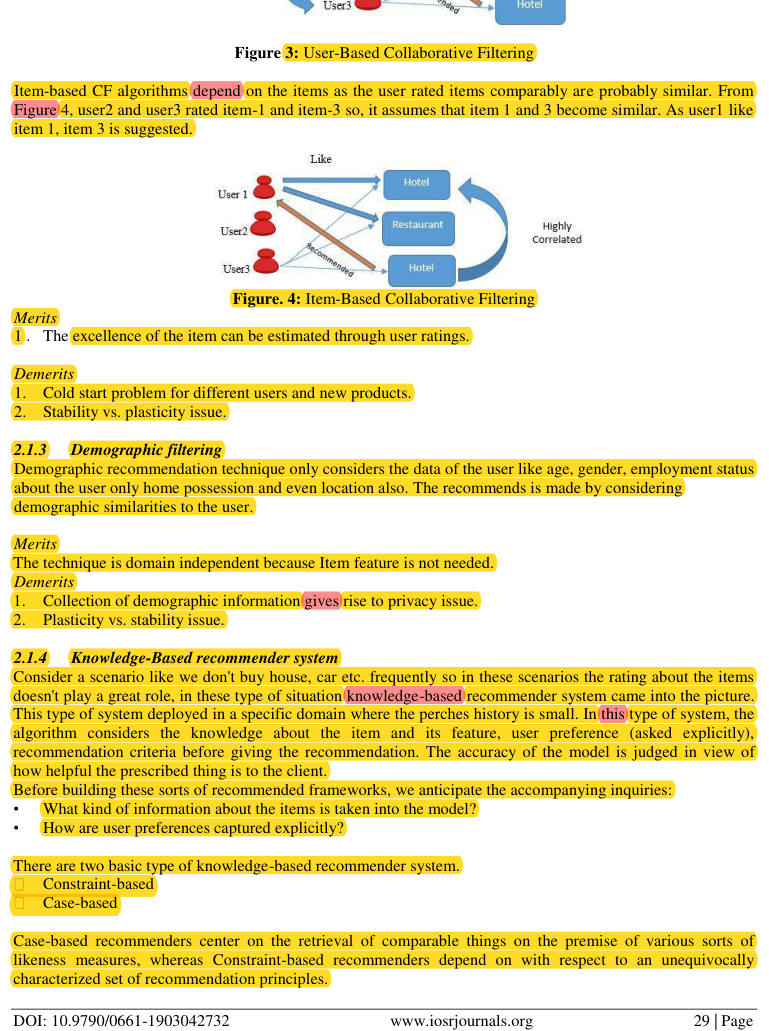 User3
Hotel
Figure 3: User-Based Collaborative Filtering
Item-based CF algorithms depend on the items as the user rated items comparably are probably similar. From
Figure 4, user2 and user3 rated item-1 and item-3 so, it assumes that item 1 and 3 become similar. As user1 like
item 1, item 3 is suggested.
Like
User 1
Hotel
User2
Restaurant
Highly
Correlated
User3
Recommended
Hotel
Figure. 4: Item-Based Collaborative Filtering
Merits
1. The excellence of the item can be estimated through user ratings.
Demerits
1. Cold start problem for different users and new products.
2. Stability vs. plasticity issue.
2.1.3 Demographic filtering
Demographic recommendation technique only considers the data of the user like age, gender, employment status
about the user only home possession and even location also. The recommends is made by considering
demographic similarities to the user.
Merits
The technique is domain independent because Item feature is not needed.
Demerits
1. Collection of demographic information gives rise to privacy issue.
2. Plasticity vs. stability issue.
2.1.4 Knowledge-Based recommender system
Consider a scenario like we don't buy house, car etc. frequently so in these scenarios the rating about the items
doesn't play a great role, in these type of situation knowledge-based recommender system came into the picture.
This type of system deployed in a specific domain where the perches history is small. In this type of system, the
algorithm considers the knowledge about the item and its feature, user preference (asked explicitly),
recommendation criteria before giving the recommendation. The accuracy of the model is judged in view of
how helpful the prescribed thing is to the client.
Before building these sorts of recommended frameworks, we anticipate the accompanying inquiries:
• What kind of information about the items is taken into the model?
• How are user preferences captured explicitly?
There are two basic type of knowledge-based recommender system.
Constraint-based
Case-based
Case-based recommenders center on the retrieval of comparable things on the premise of various sorts of
likeness measures, whereas Constraint-based recommenders depend on with respect to an unequivocally
characterized set of recommendation principles.
DOI: 10.9790/0661-1903042732 www.iosrjournals.org 29 | Page